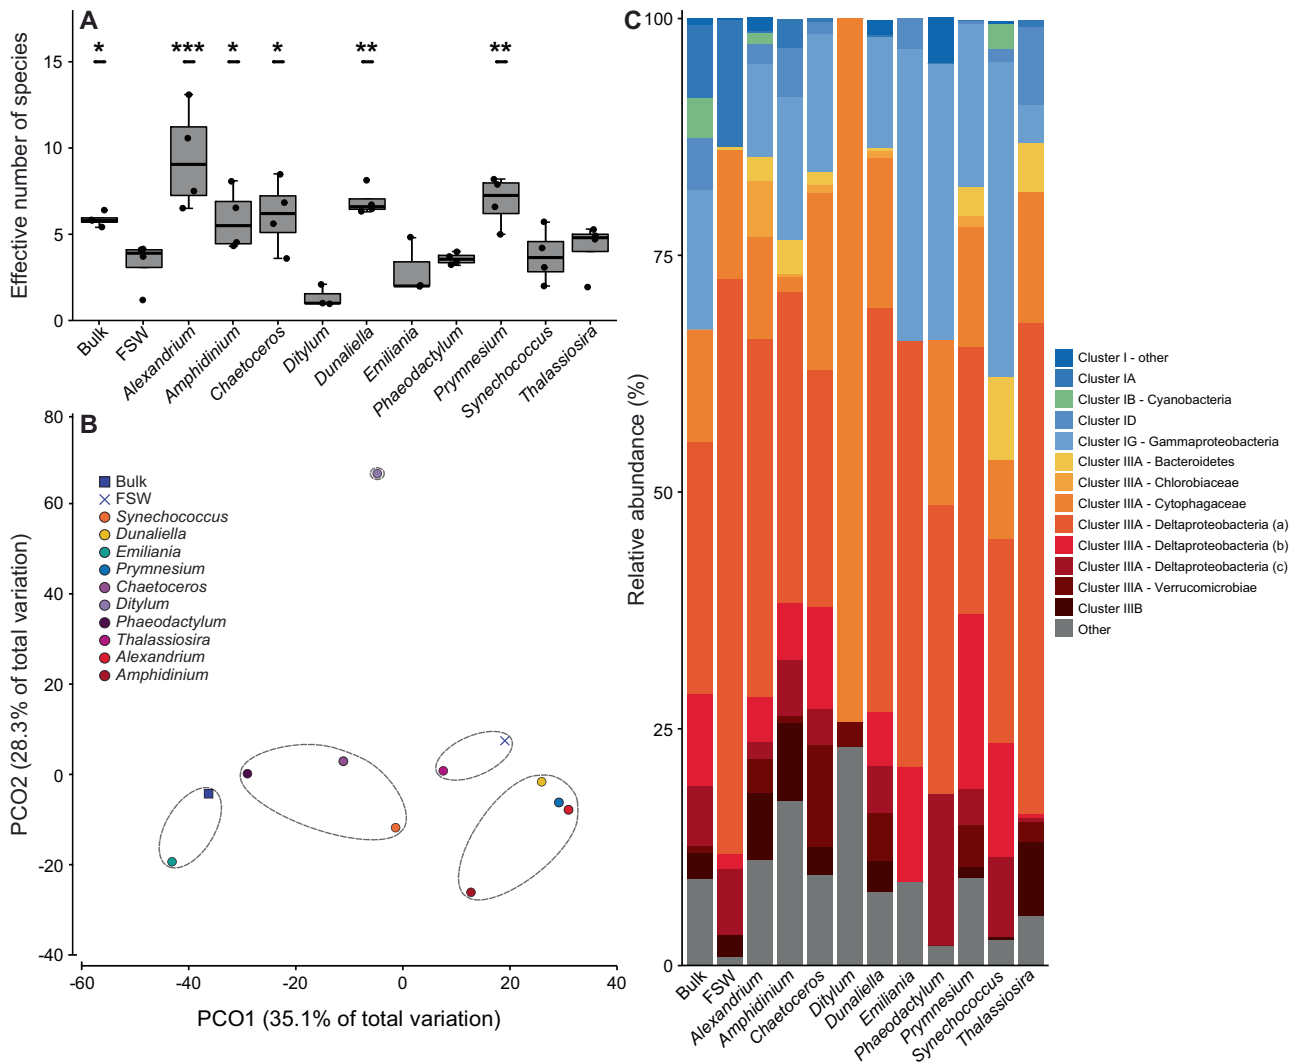 A
Effective number of species
15
10
5
0
*
***
*
*
**
**
Bulk
FSW
Alexandrium
Amphidinium
Chaetoceros
Ditylum
Dunaliella
Emiliania
Phaeodactylum
Prymnesium
Synechococcus
Thalassiosira
B
PCO2 (28.3% of total variation)
80
60
40
20
0
-20
-40
Bulk
FSW
Synechococcus
Dunaliella
Emiliania
Prymnesium
Chaetoceros
Ditylum
Phaeodactylum
Thalassiosira
Alexandrium
Amphidinium
-60
-40
-20
0
20
40
PCO1 (35.1% of total variation)
C
Relative abundance (%)
100
75
50
25
0
Bulk
FSW
Alexandrium
Amphidinium
Chaetoceros
Ditylum
Dunaliella
Emiliania
Phaeodactylum
Prymnesium
Synechococcus
Thalassiosira
Cluster I - other
Cluster IA
Cluster IB - Cyanobacteria
Cluster ID
Cluster IG - Gammaproteobacteria
Cluster IIIA - Bacteroidetes
Cluster IIIA - Chlorobiaceae
Cluster IIIA - Cytophagaceae
Cluster IIIA - Deltaproteobacteria (a)
Cluster IIIA - Deltaproteobacteria (b)
Cluster IIIA - Deltaproteobacteria (c)
Cluster IIIA - Verrucomicrobiae
Cluster IIIB
Other